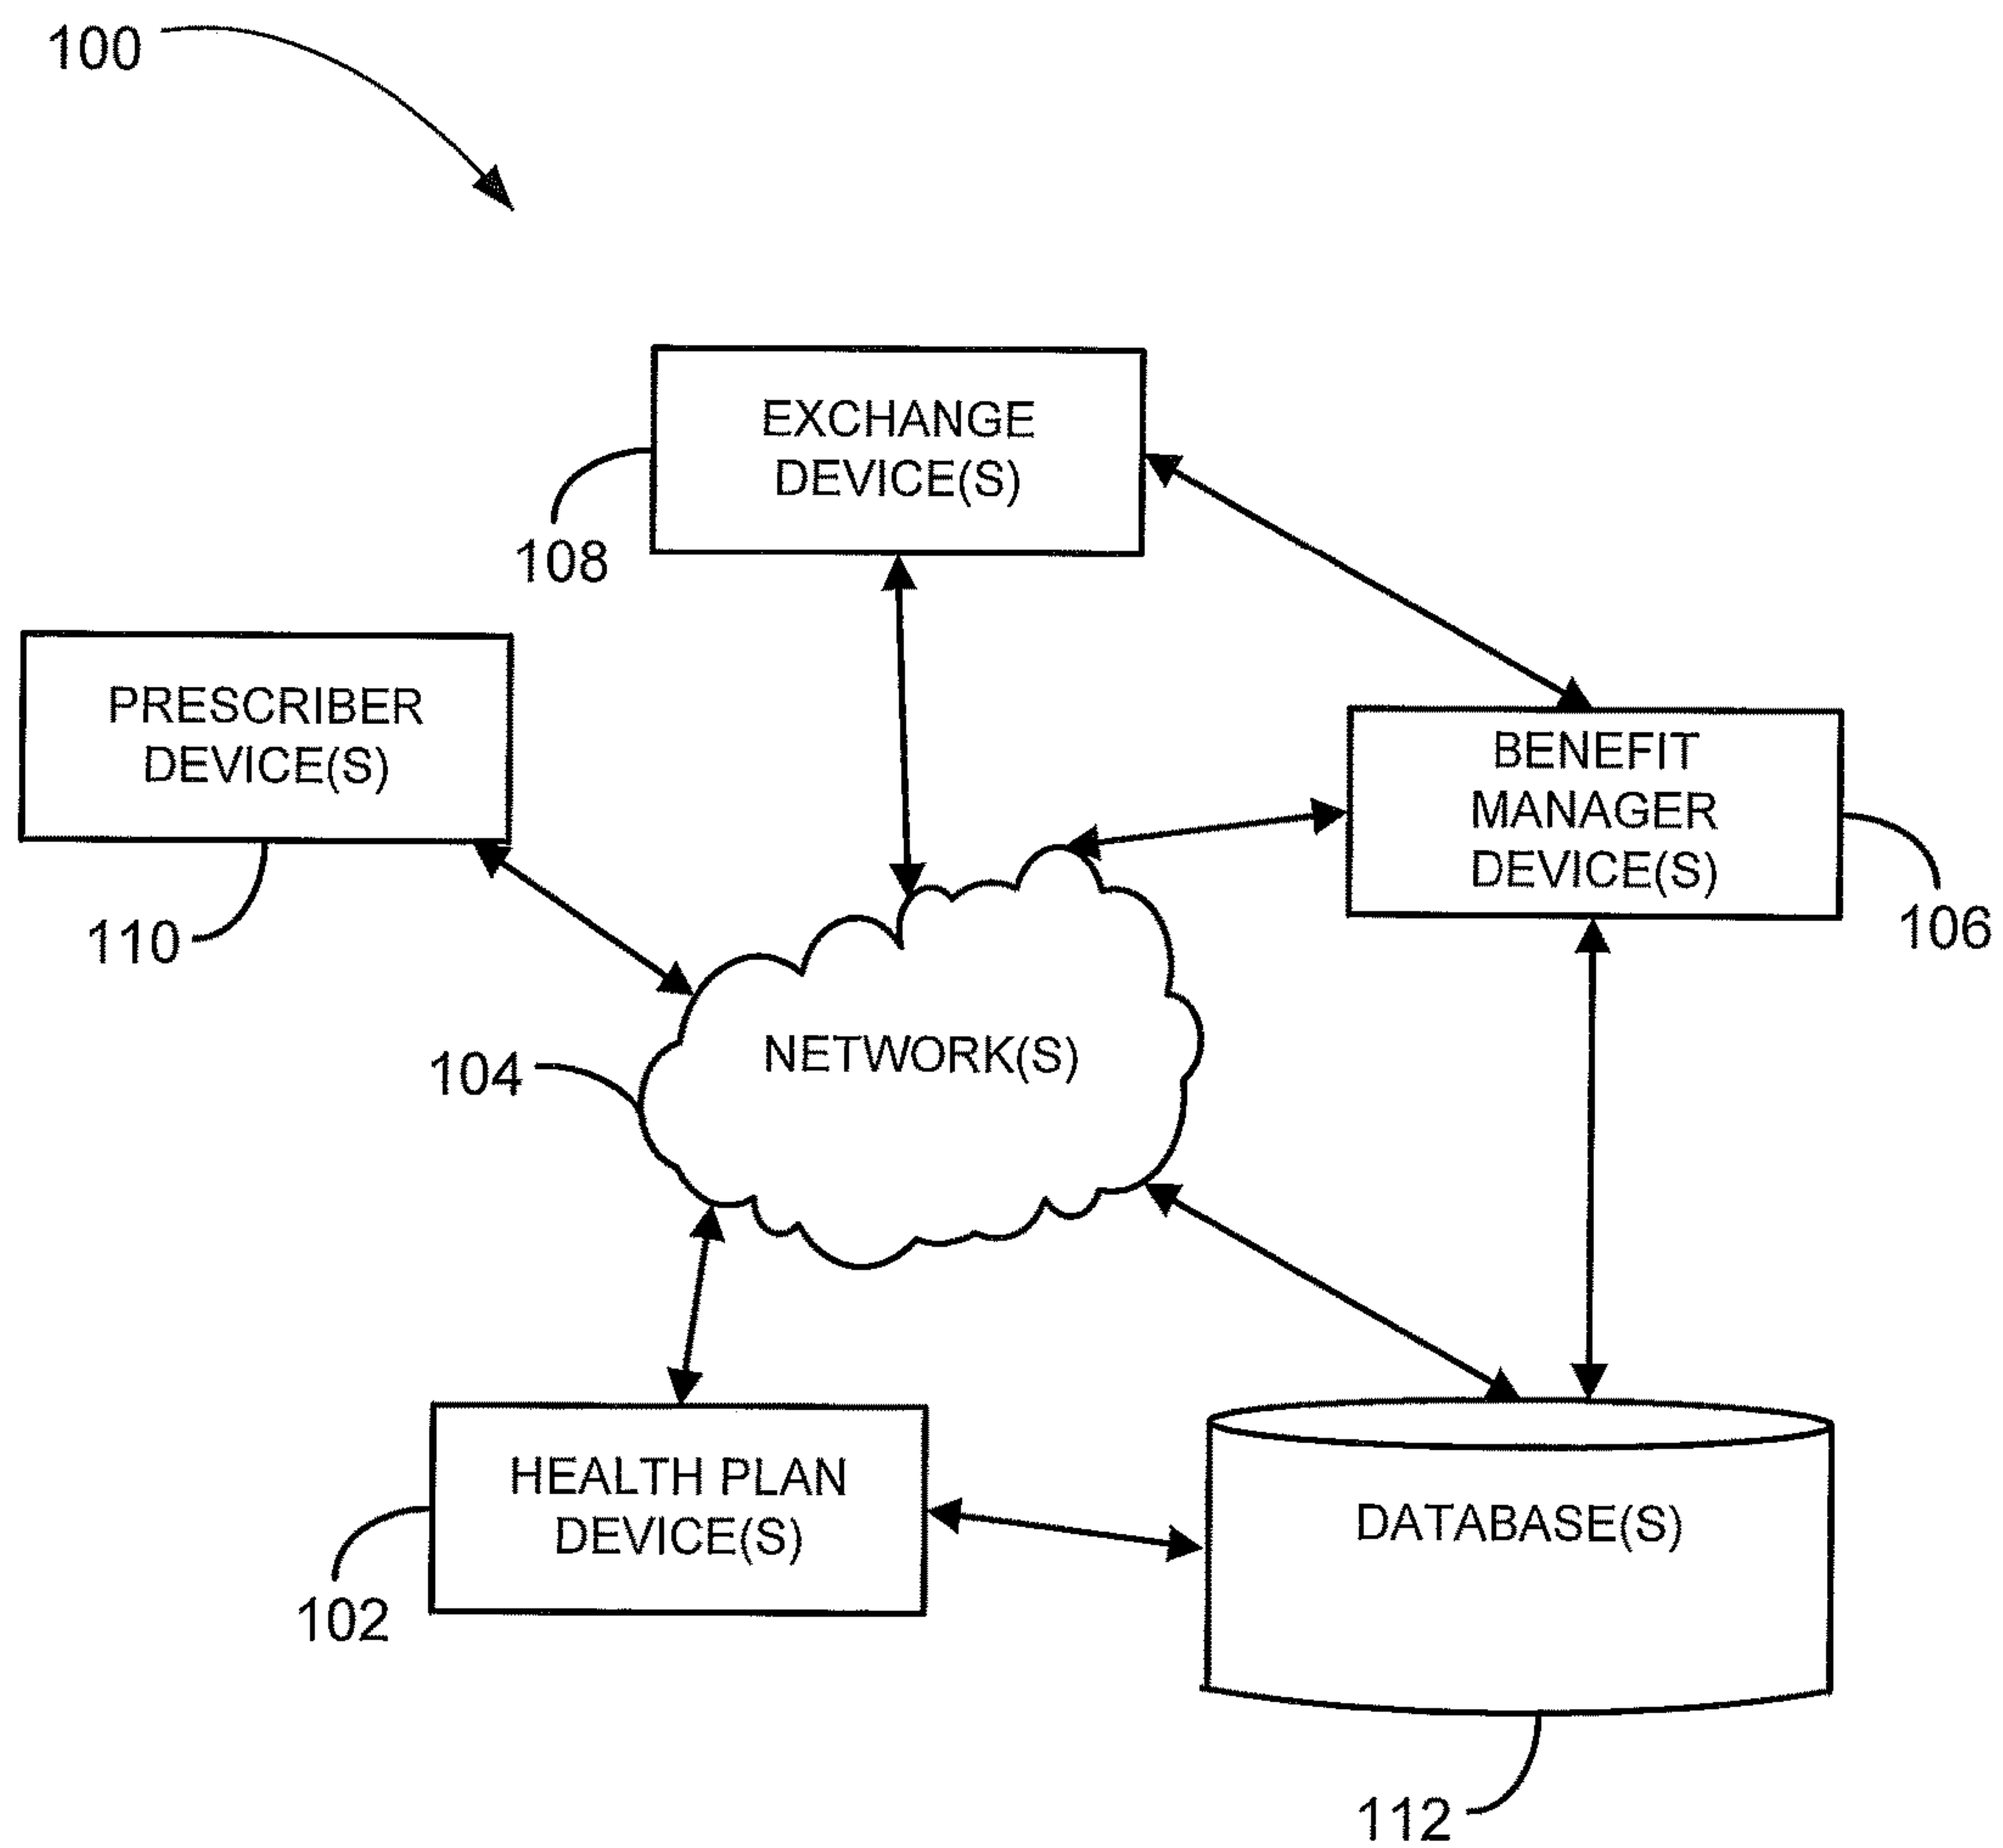 100
EXCHANGE
DEVICE(S)
108
PRESCRIBER
DEVICE(S)
110
BENEFIT
MANAGER
DEVICE(S)
106
NETWORK(S)
104
HEALTH PLAN
DEVICE(S)
102
DATABASE(S)
112